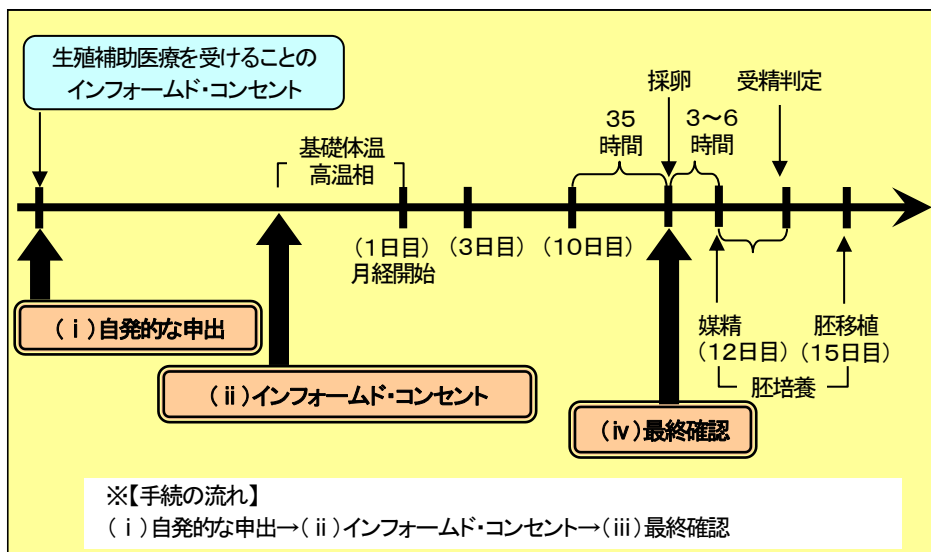 生殖補助医療を受けることの
インフォームド・コンセント
採卵
受精判定
35
時間
3～6
時間
基礎体温
高温相
(1日目)
月経開始
(3日目)
(10日目)
(ⅰ)自発的な申出
媒精
(12日目)
胚移植
(15日目)
胚培養
(ⅱ)インフォームド・コンセント
(ⅳ)最終確認
※【手続の流れ】
(ⅰ)自発的な申出→(ⅱ)インフォームド・コンセント→(ⅲ)最終確認